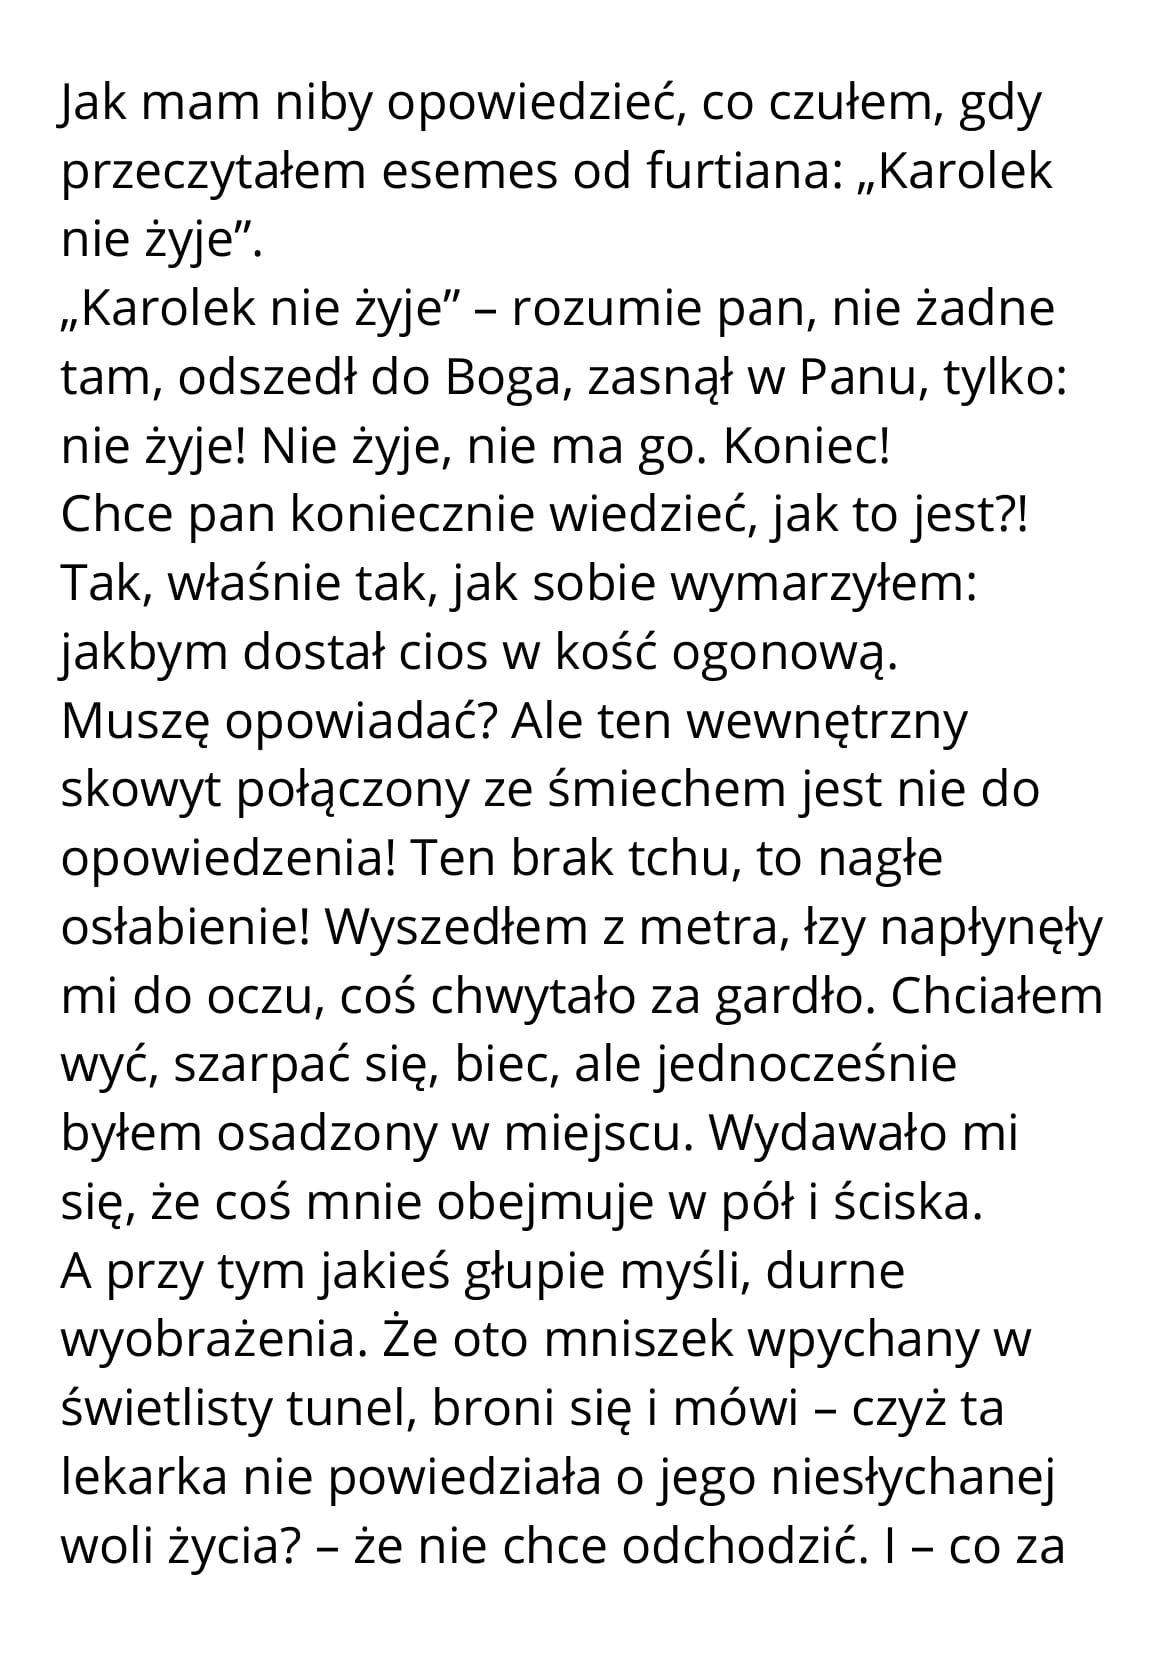 Jak mam niby opowiedzieć, co czułem, gdy
przeczytałem esemes od furtiana: „Karolek
nie żyje”.
„Karolek nie żyje” – rozumie pan, nie żadne
tam, odszedł do Boga, zasnął w Panu, tylko:
nie żyje! Nie żyje, nie ma go. Koniec!
Chce pan koniecznie wiedzieć, jak to jest?!
Tak, właśnie tak, jak sobie wymarzyłem:
jakbym dostał cios w kość ogonową.
Muszę opowiadać? Ale ten wewnętrzny
skowyt połączony ze śmiechem jest nie do
opowiedzenia! Ten brak tchu, to nagłe
osłabienie! Wyszedłem z metra, łzy napłynęły
mi do oczu, coś chwytało za gardło. Chciałem
wyć, szarpać się, biec, ale jednocześnie
byłem osadzony w miejscu. Wydawało mi
się, że coś mnie obejmuje w pół i ściska.
A przy tym jakieś głupie myśli, durne
wyobrażenia. Że oto mniszek wpychany w
świetlisty tunel, broni się i mówi – czyż ta
lekarka nie powiedziała o jego niesłychanej
woli życia? – że nie chce odchodzić. I – co za